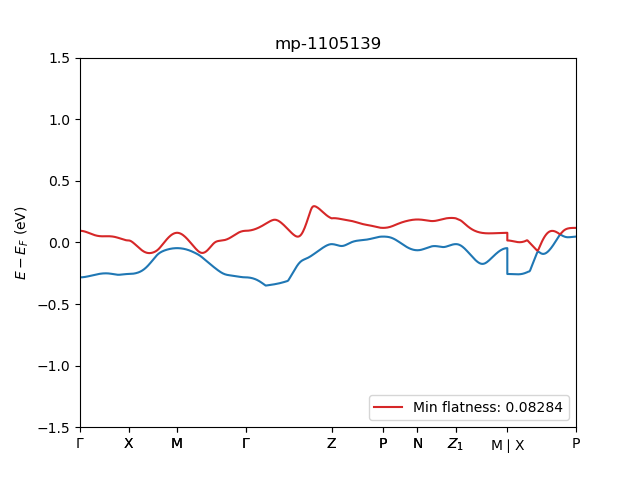 mp-1105139
E − E_F (eV)
1.5
1.0
0.5
0.0
−0.5
−1.0
−1.5
Min flatness: 0.08284
Γ X M Γ Z P N Z₁ M | X P